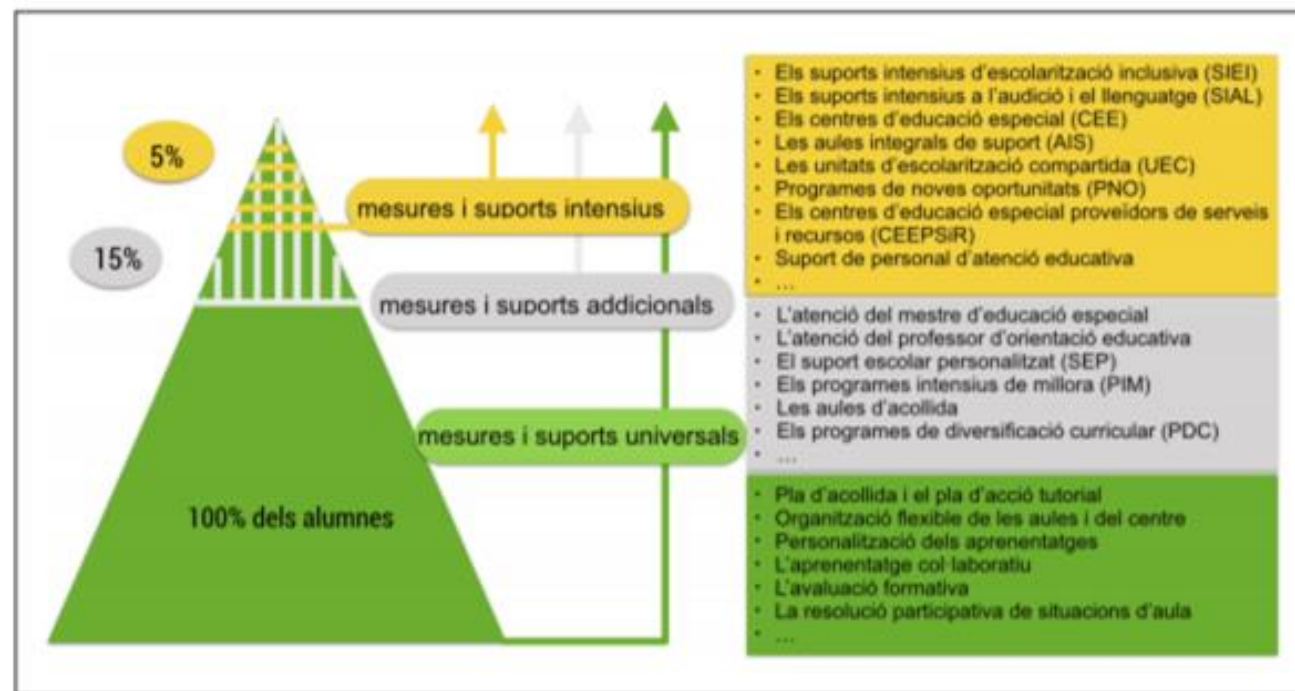 5%
15%
100% dels alumnes
mesures i suports intensius
mesures i suports addicionals
mesures i suports universals
• Els suports intensius d'escolarització inclusiva (SIEI)
• Els suports intensius a l'audició i el llenguatge (SIAL)
• Els centres d'educació especial (CEE)
• Les aules integrals de suport (AIS)
• Les unitats d'escolarització compartida (UEC)
• Programes de noves oportunitats (PNO)
• Els centres d'educació especial proveïdors de serveis
i recursos (CEEPSiR)
• Suport de personal d'atenció educativa
• …
• L'atenció del mestre d'educació especial
• L'atenció del professor d'orientació educativa
• El suport escolar personalitzat (SEP)
• Els programes intensius de millora (PIM)
• Les aules d'acollida
• Els programes de diversificació curricular (PDC)
• …
• Pla d'acollida i el pla d'acció tutorial
• Organització flexible de les aules i del centre
• Personalització dels aprenentatges
• L'aprenentatge col·laboratiu
• L'avaluació formativa
• La resolució participativa de situacions d'aula
• …